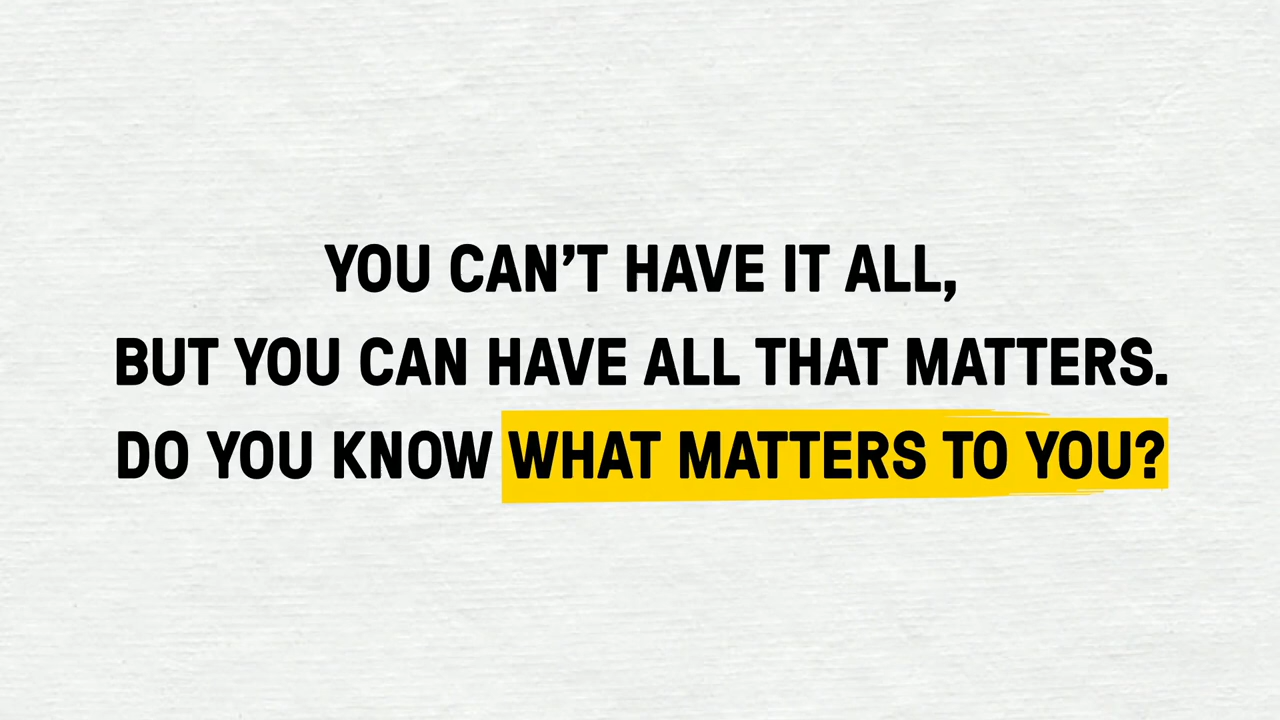 YOU CAN’T HAVE IT ALL,
BUT YOU CAN HAVE ALL THAT MATTERS.
DO YOU KNOW WHAT MATTERS TO YOU?